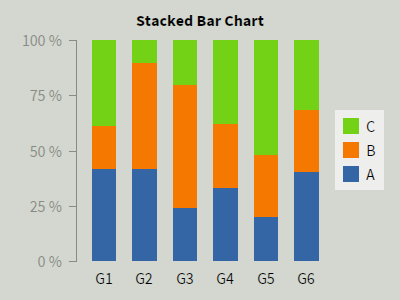 Stacked Bar Chart
100 %
75 %
50 %
25 %
0 %
G1 G2 G3 G4 G5 G6
C
B
A